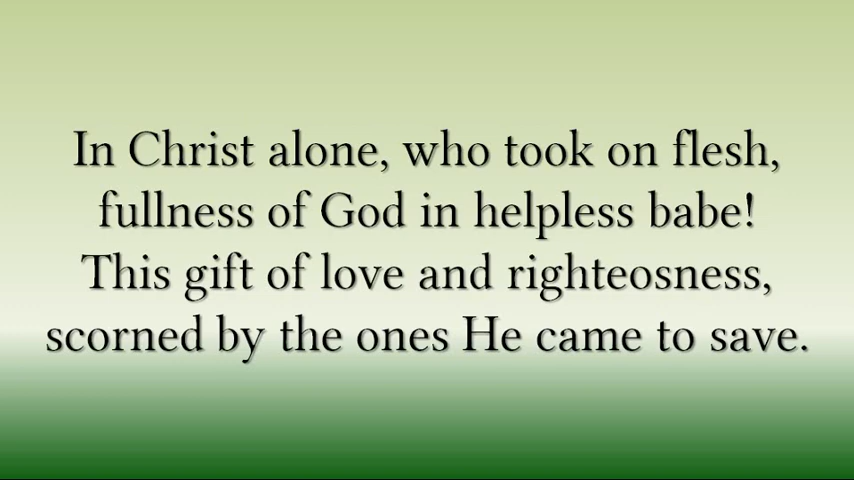 In Christ alone, who took on flesh,
fullness of God in helpless babe!
This gift of love and righteosness,
scorned by the ones He came to save.